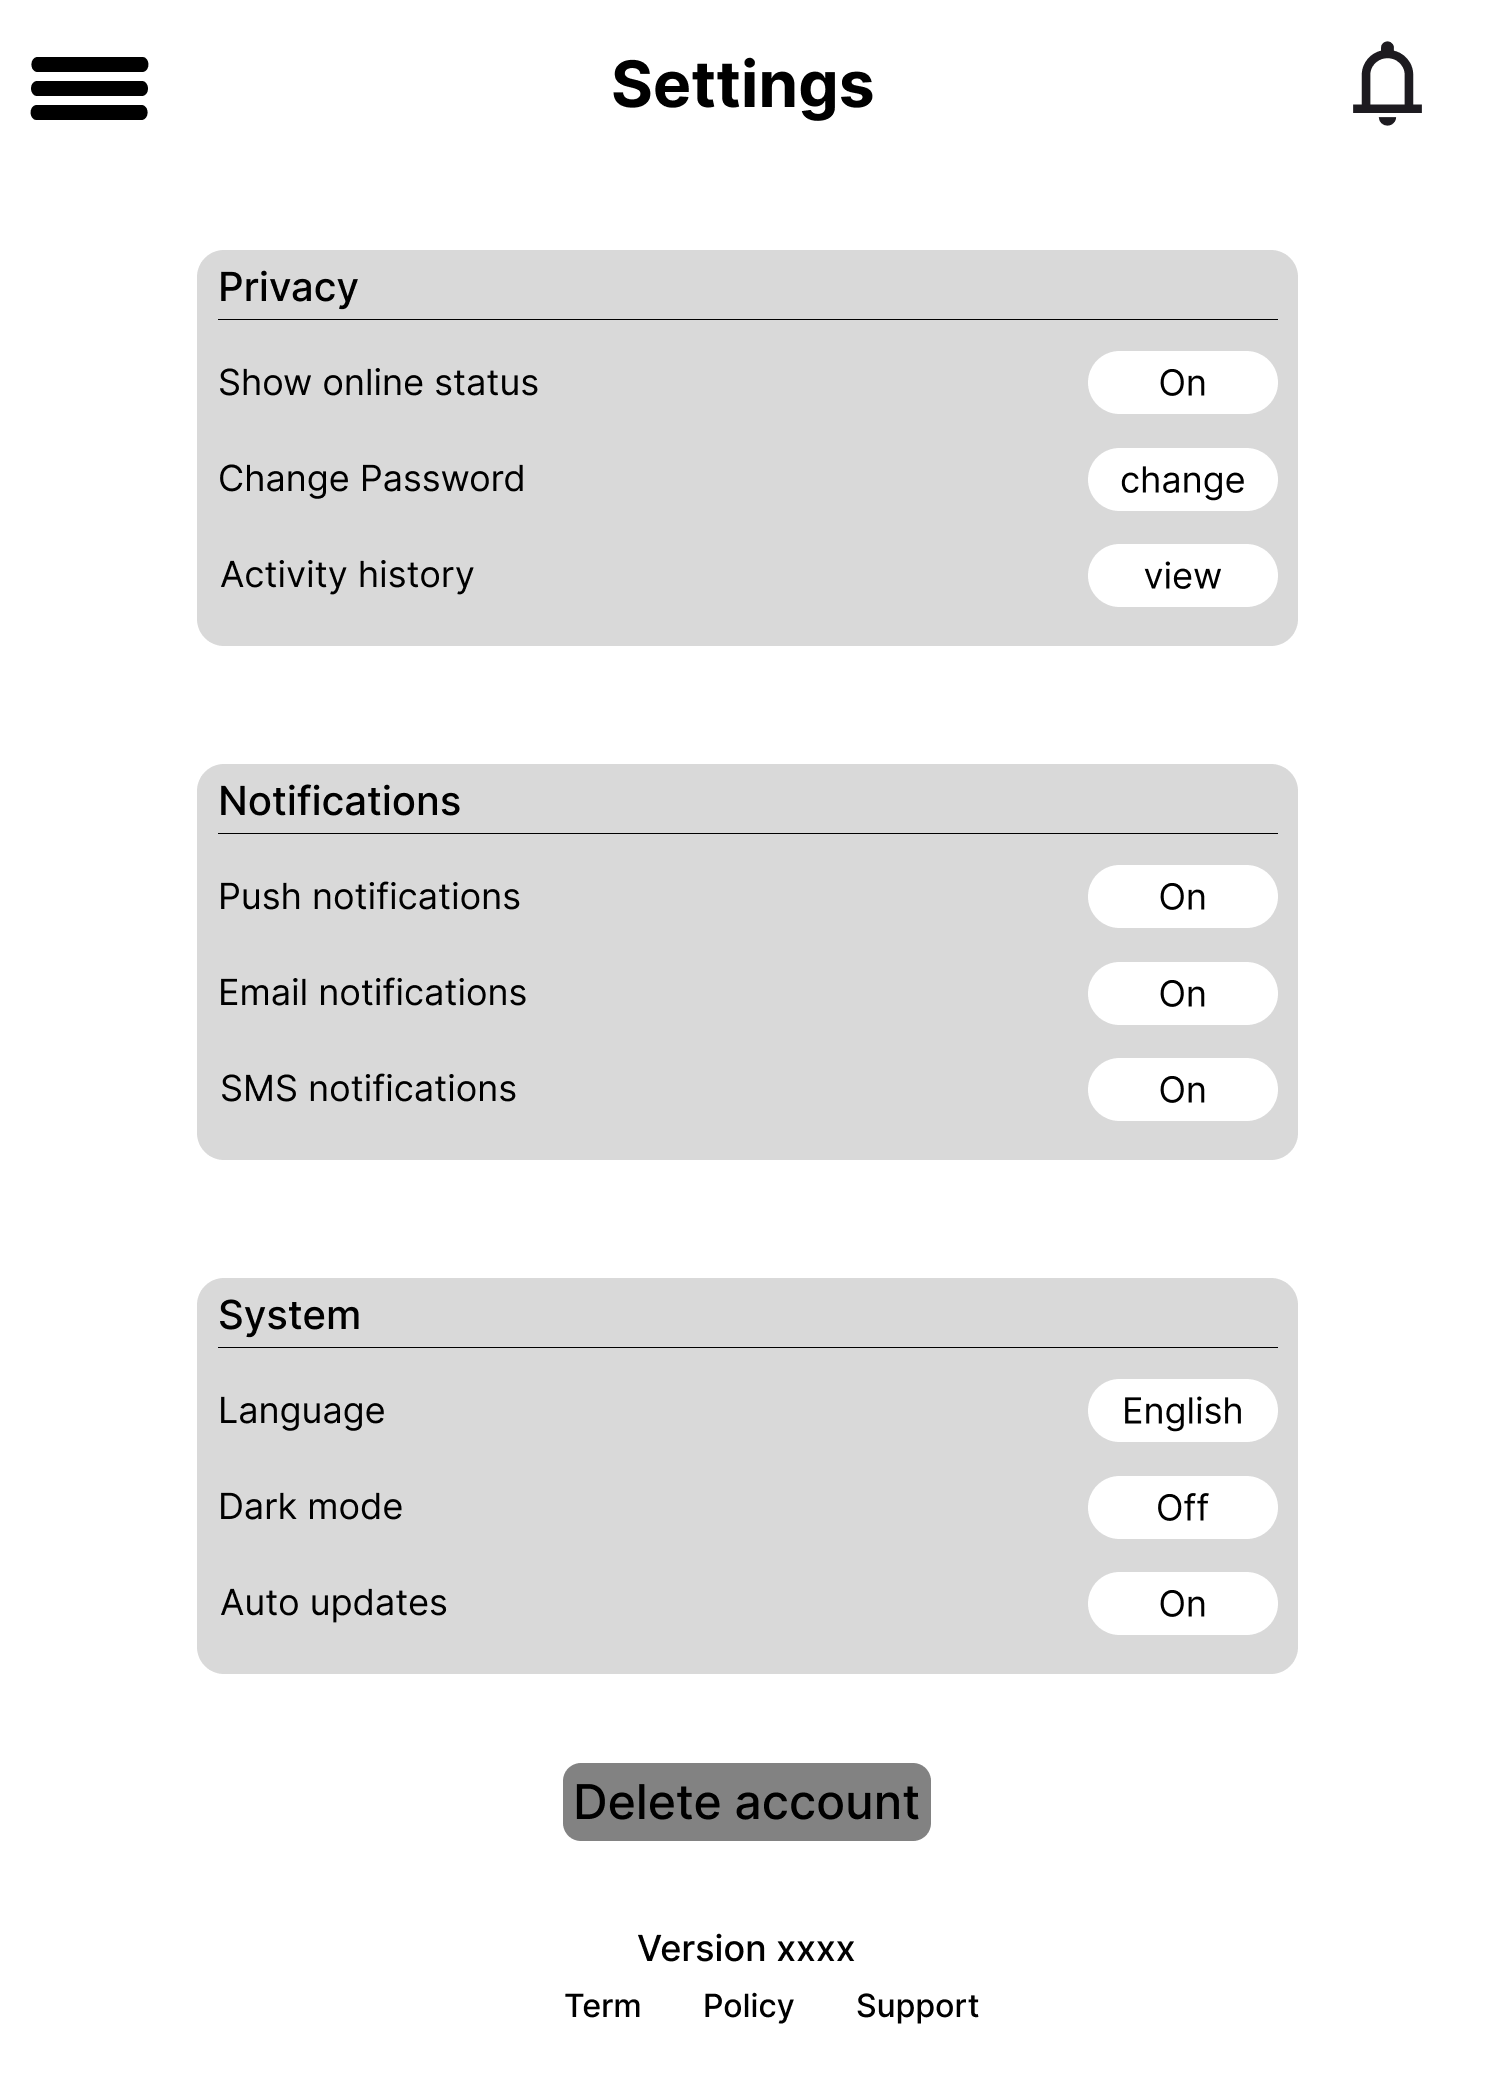 Settings
Privacy
Show online status On
Change Password change
Activity history view
Notifications
Push notifications On
Email notifications On
SMS notifications On
System
Language English
Dark mode Off
Auto updates On
Delete account
Version xxxx
Term Policy Support